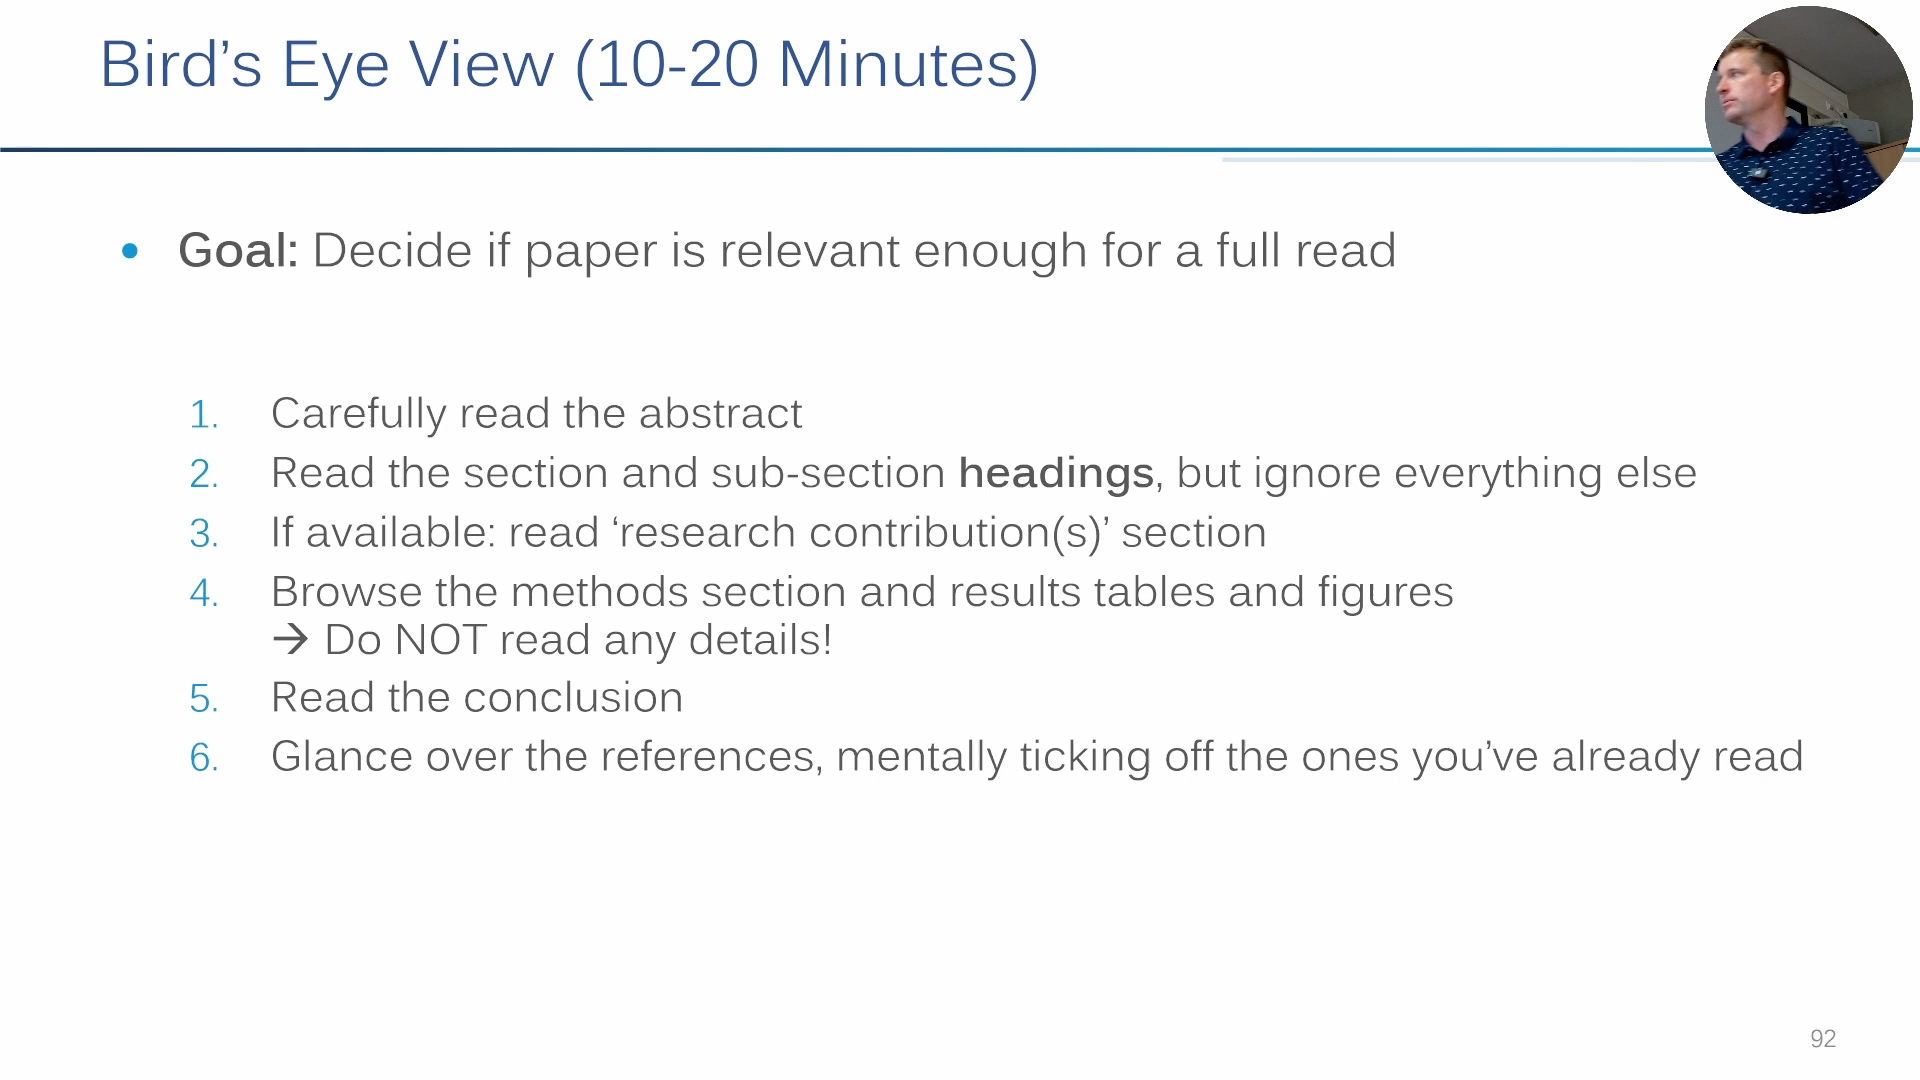 Bird’s Eye View (10-20 Minutes)
• Goal: Decide if paper is relevant enough for a full read
1. Carefully read the abstract
2. Read the section and sub-section headings, but ignore everything else
3. If available: read ‘research contribution(s)’ section
4. Browse the methods section and results tables and figures
→ Do NOT read any details!
5. Read the conclusion
6. Glance over the references, mentally ticking off the ones you’ve already read
92